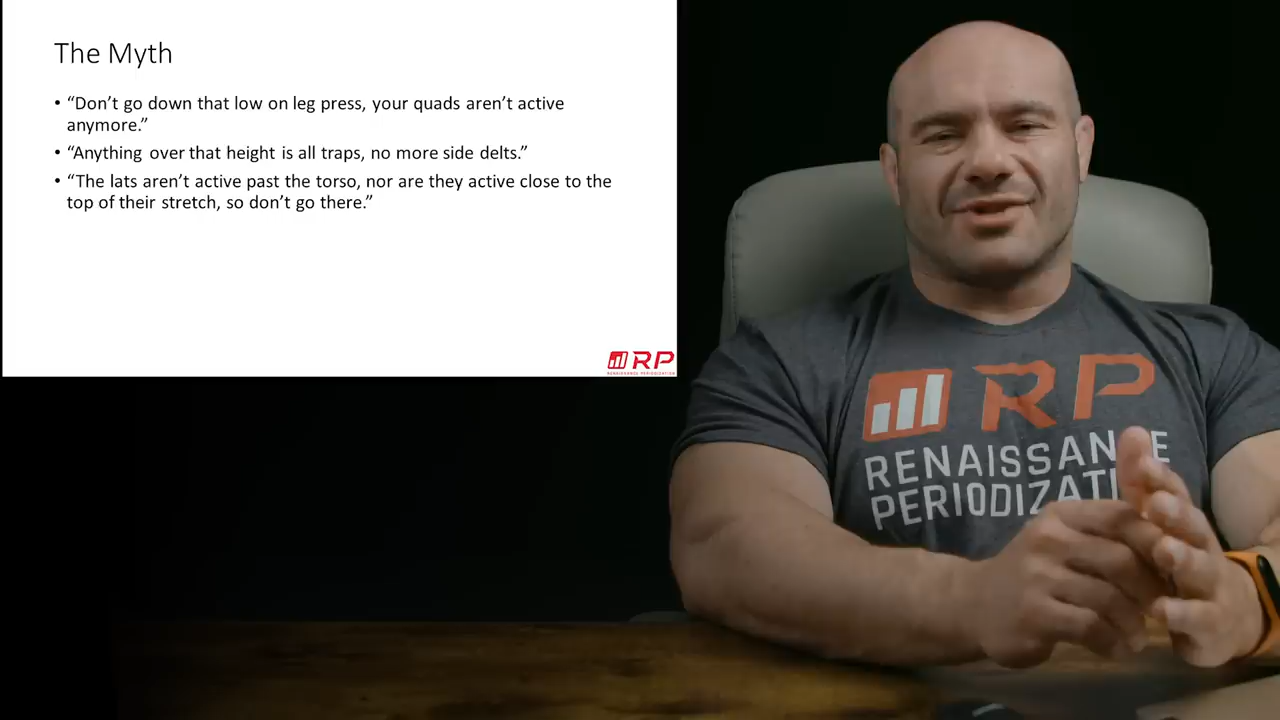 The Myth
• “Don’t go down that low on leg press, your quads aren’t active
anymore.”
• “Anything over that height is all traps, no more side delts.”
• “The lats aren’t active past the torso, nor are they active close to the
top of their stretch, so don’t go there.”
RP
RENAISSANCE PERIODIZATION
RP
RENAISSAN E
PERIODIZATI